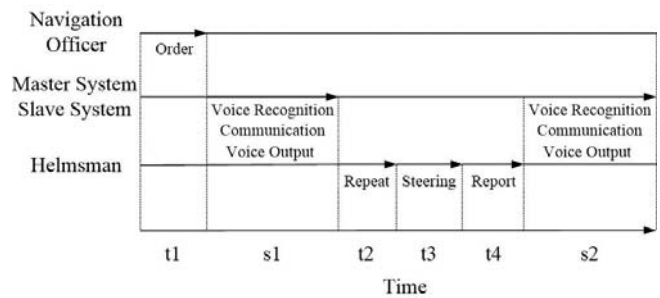 Navigation
Officer
Order
Master System
Slave System
Voice Recognition
Communication
Voice Output
Voice Recognition
Communication
Voice Output
Helmsman
Repeat
Steering
Report
t1
s1
t2
t3
t4
s2
Time